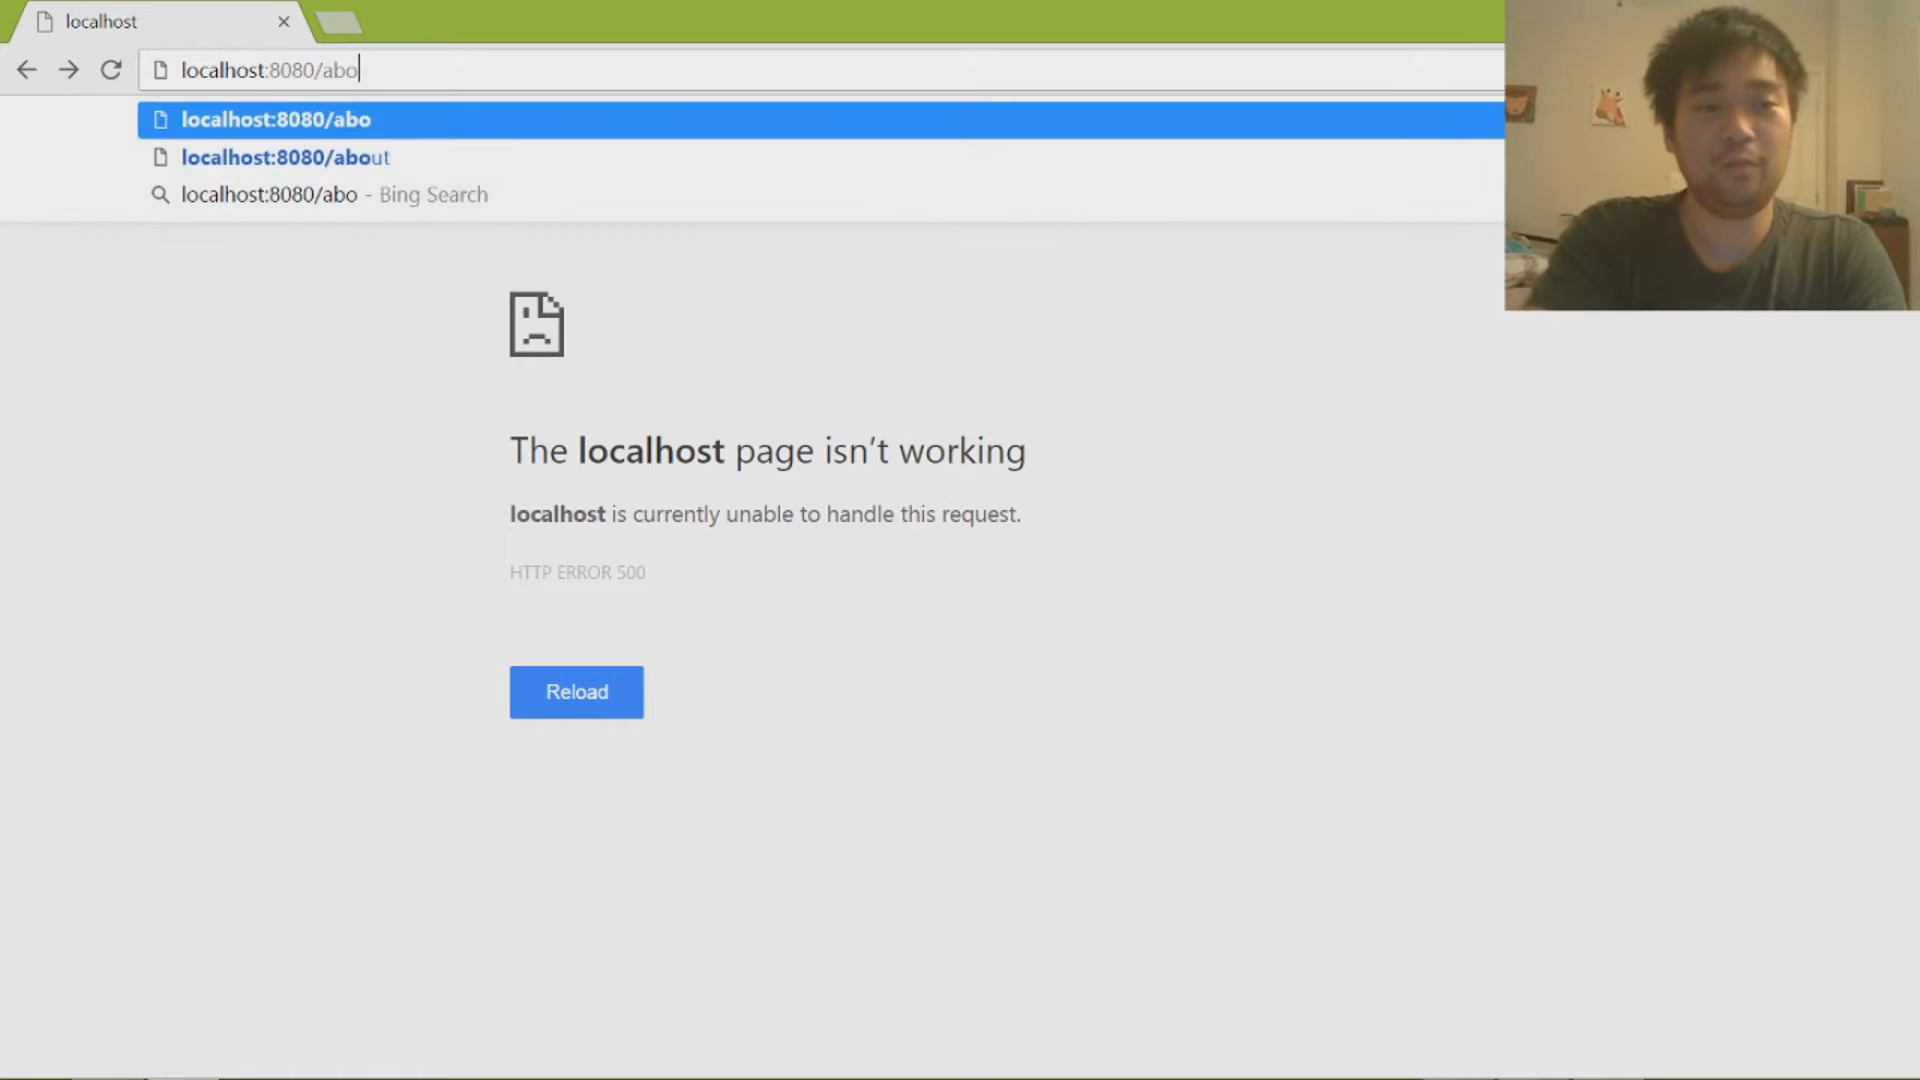 localhost
localhost:8080/abo
localhost:8080/abo
localhost:8080/about
localhost:8080/abo - Bing Search
The localhost page isn't working
localhost is currently unable to handle this request.
HTTP ERROR 500
Reload